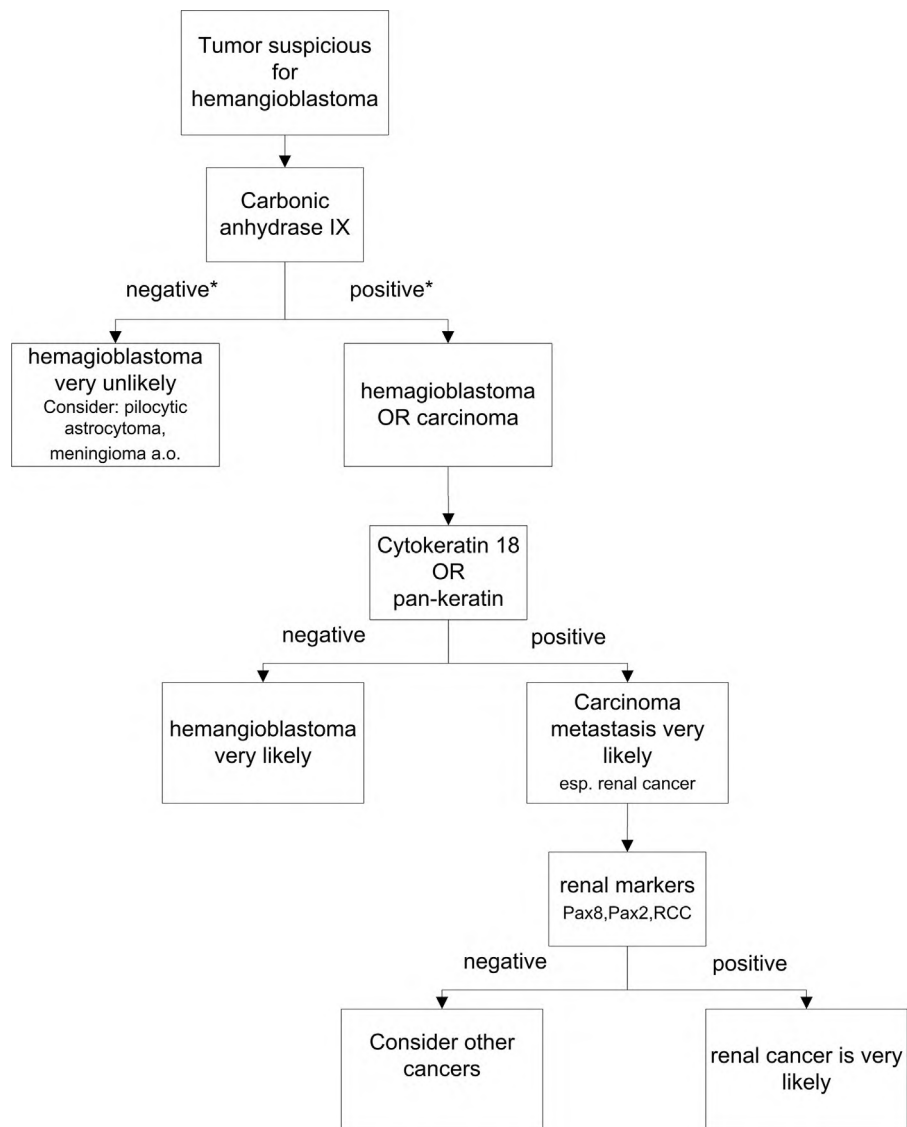 Tumor suspicious
for
hemangioblastoma
Carbonic
anhydrase IX
negative*
positive*
hemagioblastoma
very unlikely
Consider: pilocytic
astrocytoma,
meningioma a.o.
hemagioblastoma
OR carcinoma
Cytokeratin 18
OR
pan-keratin
negative
positive
hemangioblastoma
very likely
Carcinoma
metastasis very
likely
esp. renal cancer
renal markers
Pax8,Pax2,RCC
negative
positive
Consider other
cancers
renal cancer is very
likely